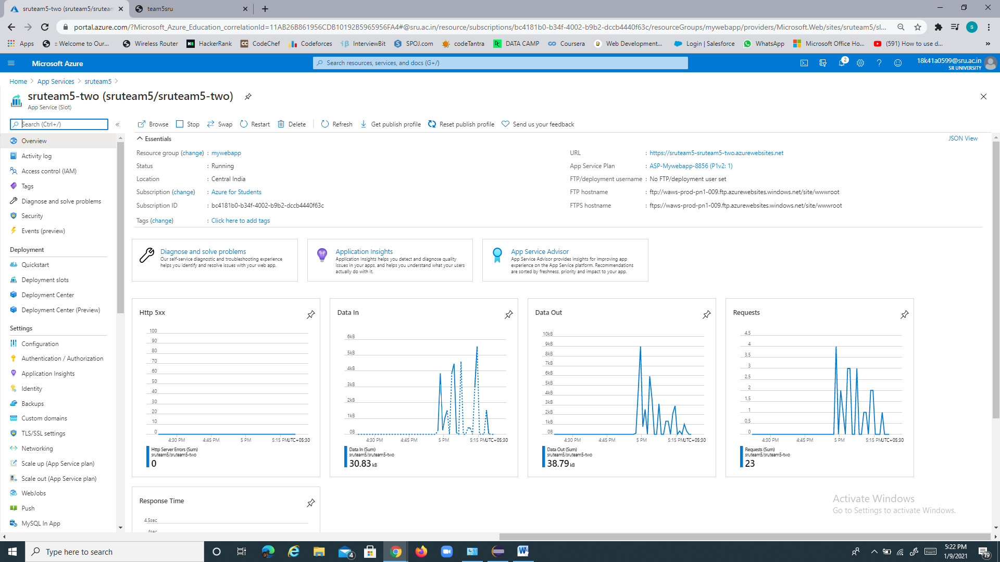 sruteam5-two (sruteam5/srutean
team5sru
portal.azure.com/?Microsoft_Azure_Education_correlationId=11AB26B861956CDB10192B5965956FA4#@sru.ac.in/resource/subscriptions/bc4181b0-b34f-4002-b9b2-dccb4440f63c/resourceGroups/mywebapp/providers/Microsoft.Web/sites/sruteam5/sl...
S
Apps
:: Welcome to Our...
Wireless Router
HackerRank
CodeChef
Codeforces
InterviewBit
SPOJ.com
codeTantra
DATA CAMP
Coursera
Web Development...
Login | Salesforce
WhatsApp
Microsoft Office Ho...
(591) How to use d...
»
Microsoft Azure
Search resources, services, and docs (G+/)
2
18k41a0599@sru.ac.in
SR UNIVERSITY
Home > App Services > sruteam5 >
sruteam5-two (sruteam5/sruteam5-two)
App Service (Slot)
Search (Ctrl+/)
«
Browse
Stop
Swap
Restart
Delete
Refresh
Get publish profile
Reset publish profile
Send us your feedback
Overview
Activity log
Access control (IAM)
Tags
Diagnose and solve problems
Security
Events (preview)
Deployment
Quickstart
Deployment slots
Deployment Center
Deployment Center (Preview)
Settings
Configuration
Authentication / Authorization
Application Insights
Identity
Backups
Custom domains
TLS/SSL settings
Networking
Scale up (App Service plan)
Scale out (App Service plan)
WebJobs
Push
MySQL In App
Essentials
JSON View
Resource group (change) : mywebapp
Status : Running
Location : Central India
Subscription (change) : Azure for Students
Subscription ID : bc4181b0-b34f-4002-b9b2-dccb4440f63c
Tags (change) : Click here to add tags
URL : https://sruteam5-sruteam5-two.azurewebsites.net
App Service Plan : ASP-Mywebapp-8856 (P1v2: 1)
FTP/deployment username : No FTP/deployment user set
FTP hostname : ftp://waws-prod-pn1-009.ftp.azurewebsites.windows.net/site/wwwroot
FTPS hostname : ftps://waws-prod-pn1-009.ftp.azurewebsites.windows.net/site/wwwroot
Diagnose and solve problems
Our self-service diagnostic and troubleshooting experience
helps you identify and resolve issues with your web app.
Application Insights
Application Insights helps you detect and diagnose quality
issues in your apps, and helps you understand what your users
actually do with it.
App Service Advisor
App Service Advisor provides insights for improving app
experience on the App Service platform. Recommendations
are sorted by freshness, priority and impact to your app.
Http 5xx
100
90
80
70
60
50
40
30
20
10
0
4:30 PM 4:45 PM 5 PM 5:15 PM UTC+05:30
Http Server Errors (Sum)
sruteam5/sruteam5-two
0
Data In
6kB
5kB
4kB
3kB
2kB
1kB
0B
4:30 PM 4:45 PM 5 PM 5:15 PM UTC+05:30
Data In (Sum)
sruteam5/sruteam5-two
30.83 kB
Data Out
10kB
9kB
8kB
7kB
6kB
5kB
4kB
3kB
2kB
1kB
0B
4:30 PM 4:45 PM 5 PM 5:15 PM UTC+05:30
Data Out (Sum)
sruteam5/sruteam5-two
38.79 kB
Requests
4.5
4
3.5
3
2.5
2
1.5
1
0.5
0
4:30 PM 4:45 PM 5 PM 5:15 PM UTC+05:30
Requests (Sum)
sruteam5/sruteam5-two
23
Response Time
4.5sec
4sec
Activate Windows
Go to Settings to activate Windows.
Type here to search
4
5:22 PM
1/9/2021
19